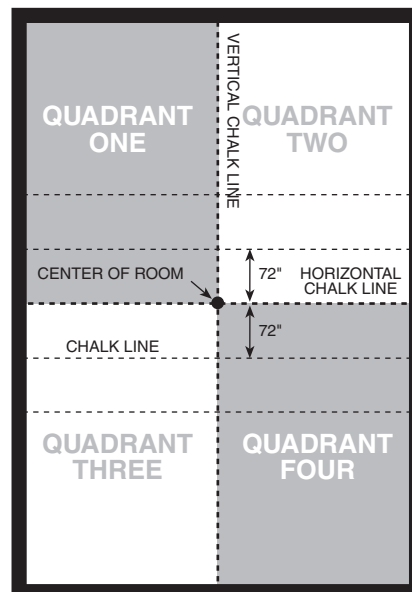 QUADRANT
ONE
VERTICAL CHALK LINE
QUADRANT
TWO
CENTER OF ROOM
72"
HORIZONTAL
CHALK LINE
72"
CHALK LINE
QUADRANT
THREE
QUADRANT
FOUR